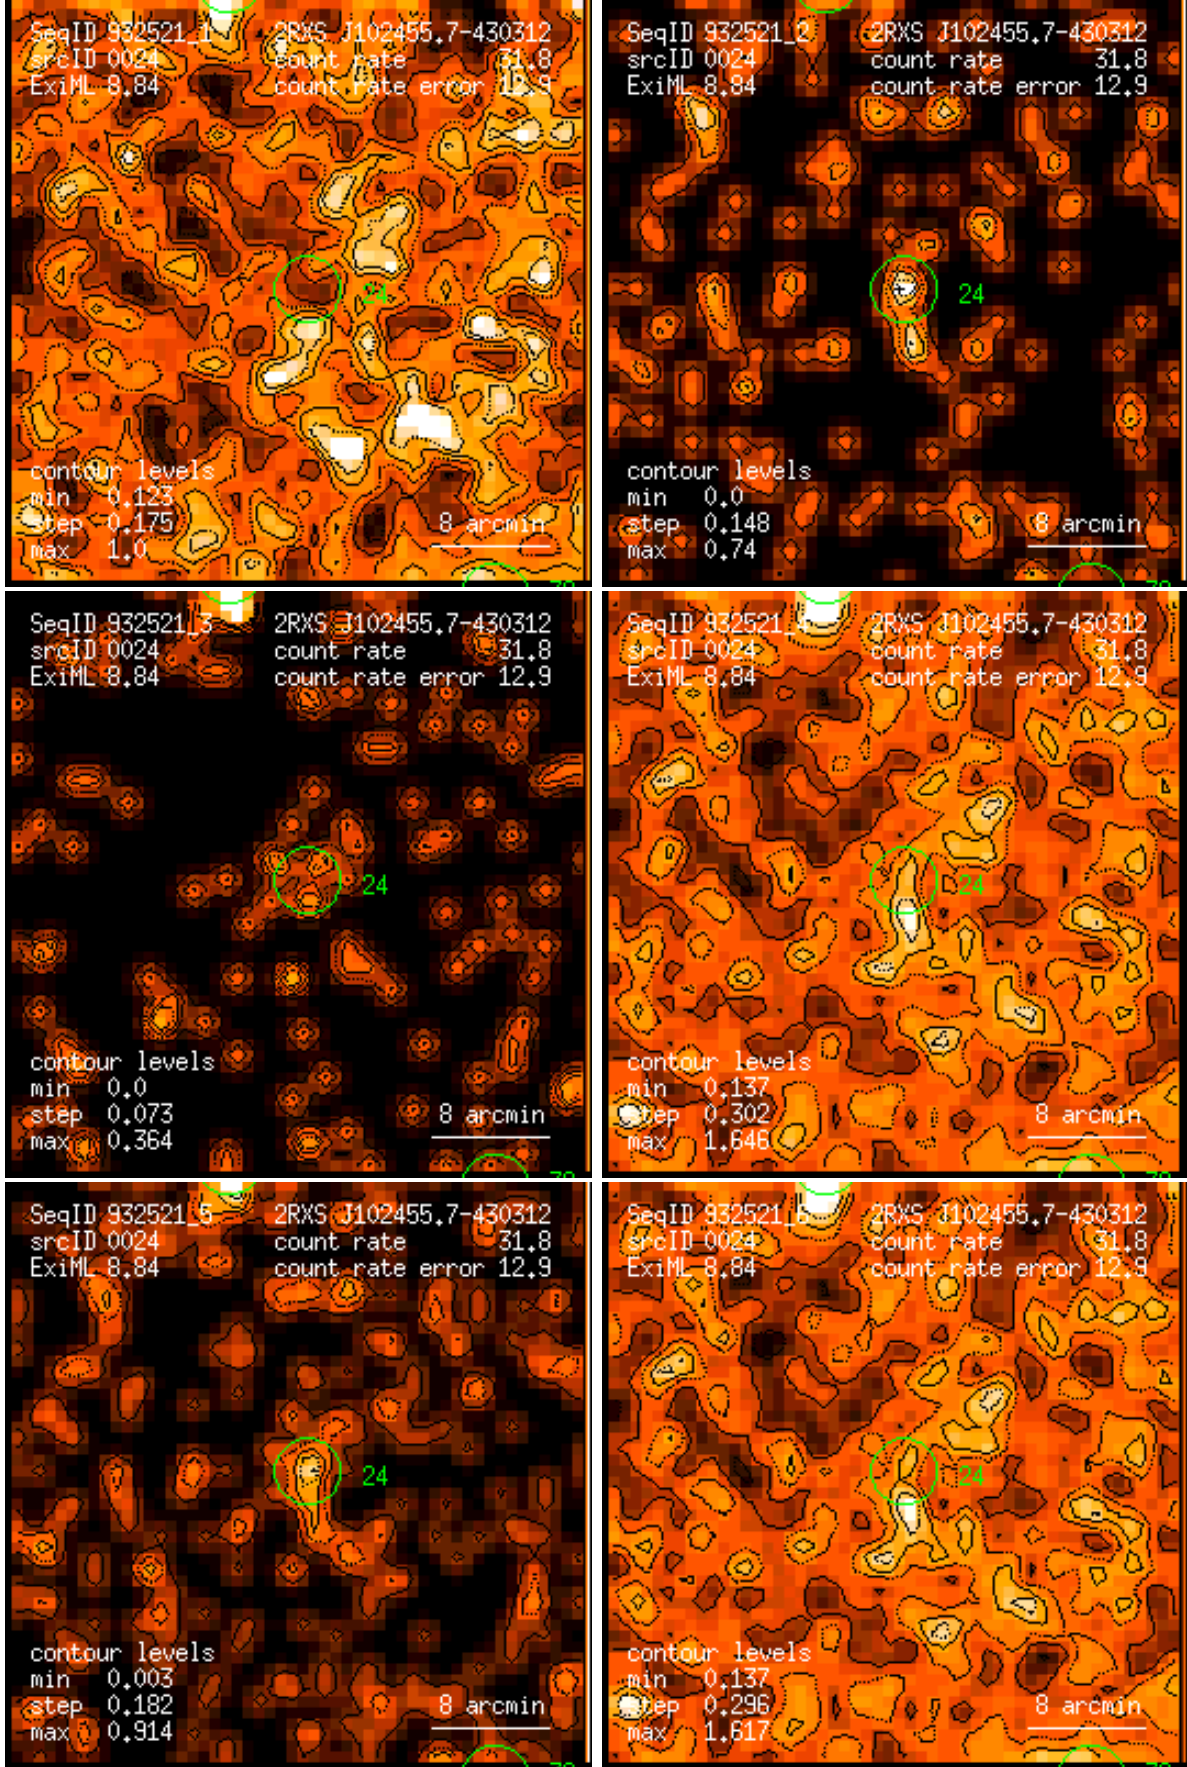 SeqID 932521_1 2RXS J102455.7-430312
srcID 0024 count rate 31.8
ExiML 8.84 count rate error 12.9
24
contour levels
min 0.123
step 0.175
max 1.0
8 arcmin
SeqID 932521_2 2RXS J102455.7-430312
srcID 0024 count rate 31.8
ExiML 8.84 count rate error 12.9
24
contour levels
min 0.0
step 0.148
max 0.74
8 arcmin
SeqID 932521_3 2RXS J102455.7-430312
srcID 0024 count rate 31.8
ExiML 8.84 count rate error 12.9
24
contour levels
min 0.0
step 0.073
max 0.364
8 arcmin
SeqID 932521_4 2RXS J102455.7-430312
srcID 0024 count rate 31.8
ExiML 8.84 count rate error 12.9
24
contour levels
min 0.137
step 0.302
max 1.646
8 arcmin
SeqID 932521_5 2RXS J102455.7-430312
srcID 0024 count rate 31.8
ExiML 8.84 count rate error 12.9
24
contour levels
min 0.003
step 0.182
max 0.914
8 arcmin
SeqID 932521_6 2RXS J102455.7-430312
srcID 0024 count rate 31.8
ExiML 8.84 count rate error 12.9
24
contour levels
min 0.137
step 0.296
max 1.617
8 arcmin